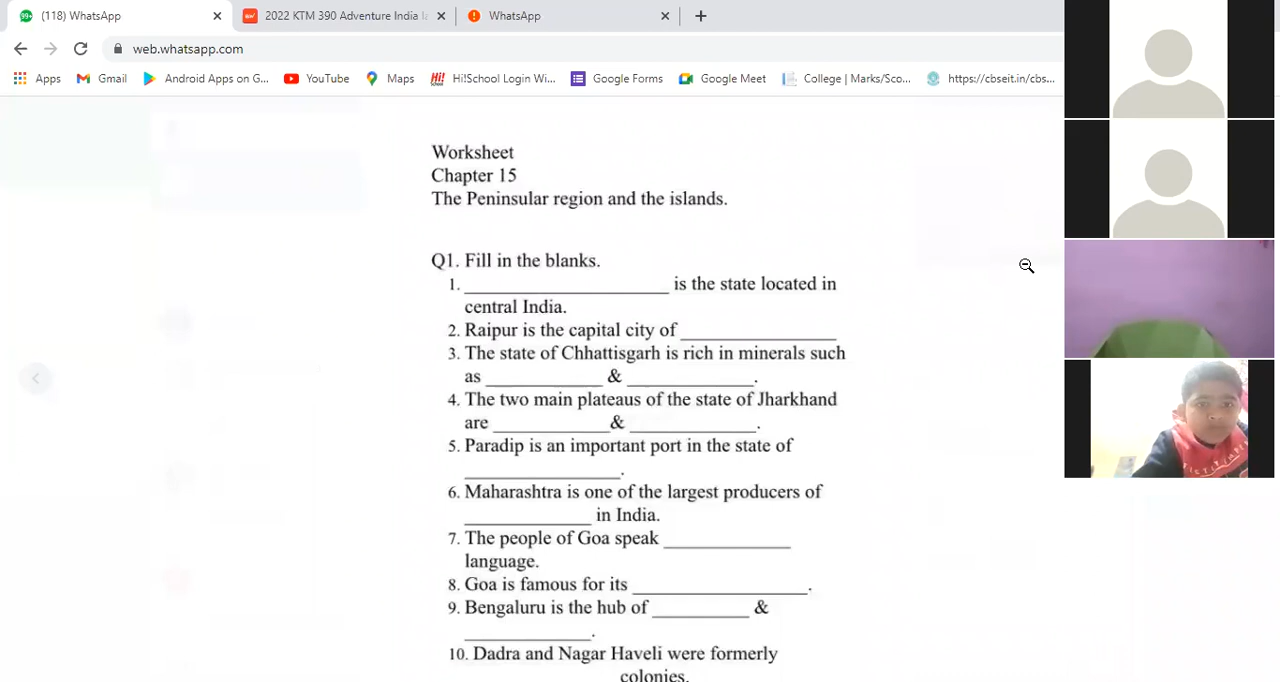 (118) WhatsApp
2022 KTM 390 Adventure India la
WhatsApp
web.whatsapp.com
Apps
Gmail
Android Apps on G...
YouTube
Maps
Hi! Hi!School Login Wi...
Google Forms
Google Meet
College | Marks/Sco...
https://cbseit.in/cbs...
Worksheet
Chapter 15
The Peninsular region and the islands.
Q1. Fill in the blanks.
1. ____________________ is the state located in
central India.
2. Raipur is the capital city of _______________
3. The state of Chhattisgarh is rich in minerals such
as ___________ & ____________.
4. The two main plateaus of the state of Jharkhand
are ___________& ____________.
5. Paradip is an important port in the state of
_______________.
6. Maharashtra is one of the largest producers of
____________ in India.
7. The people of Goa speak ____________
language.
8. Goa is famous for its _________________.
9. Bengaluru is the hub of _________ &
____________.
10. Dadra and Nagar Haveli were formerly
colonies.